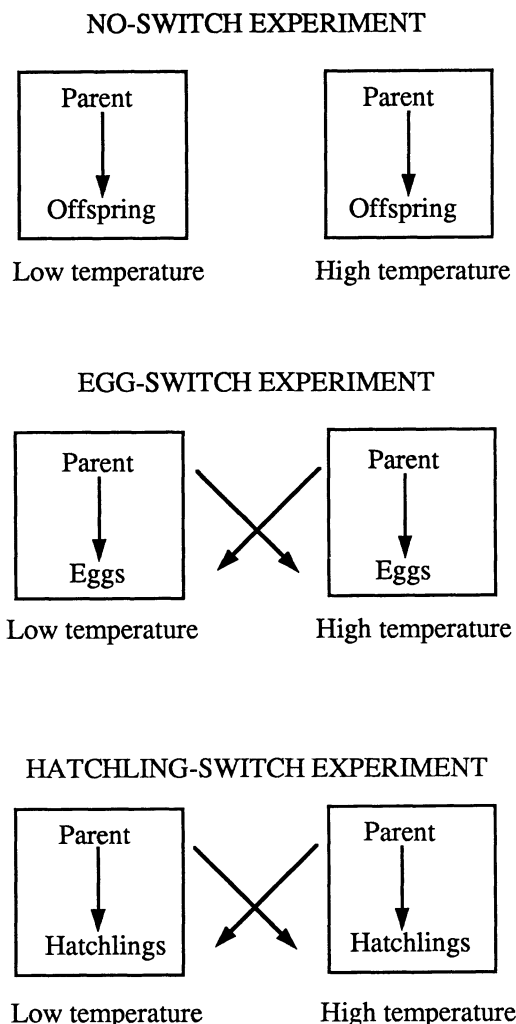 NO-SWITCH EXPERIMENT
Parent Parent
Offspring Offspring
Low temperature High temperature
EGG-SWITCH EXPERIMENT
Parent Parent
Eggs Eggs
Low temperature High temperature
HATCHLING-SWITCH EXPERIMENT
Parent Parent
Hatchlings Hatchlings
Low temperature High temperature